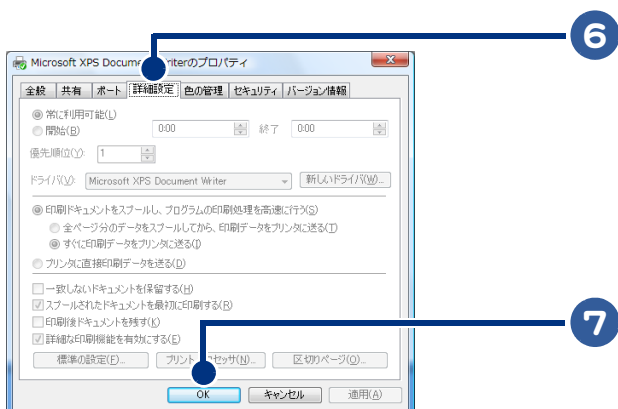 6
Microsoft XPS Docume riterのプロパティ
全般 共有 ポート 詳細設定 色の管理 セキュリティ バージョン情報
常に利用可能(L)
開始(B) 0:00 終了 0:00
優先順位(Y): 1
ドライバ(V): Microsoft XPS Document Writer 新しいドライバ(W)...
印刷ドキュメントをスプールし、プログラムの印刷処理を高速に行う(S)
全ページ分のデータをスプールしてから、印刷データをプリンタに送る(T)
すぐに印刷データをプリンタに送る(I)
プリンタに直接印刷データを送る(D)
一致しないドキュメントを保留する(H)
スプールされたドキュメントを最初に印刷する(R)
印刷後ドキュメントを残す(K)
詳細な印刷機能を有効にする(E)
7
標準の設定(F)... プリント セッサ(N)... 区切りページ(O)...
OK キャンセル 適用(A)